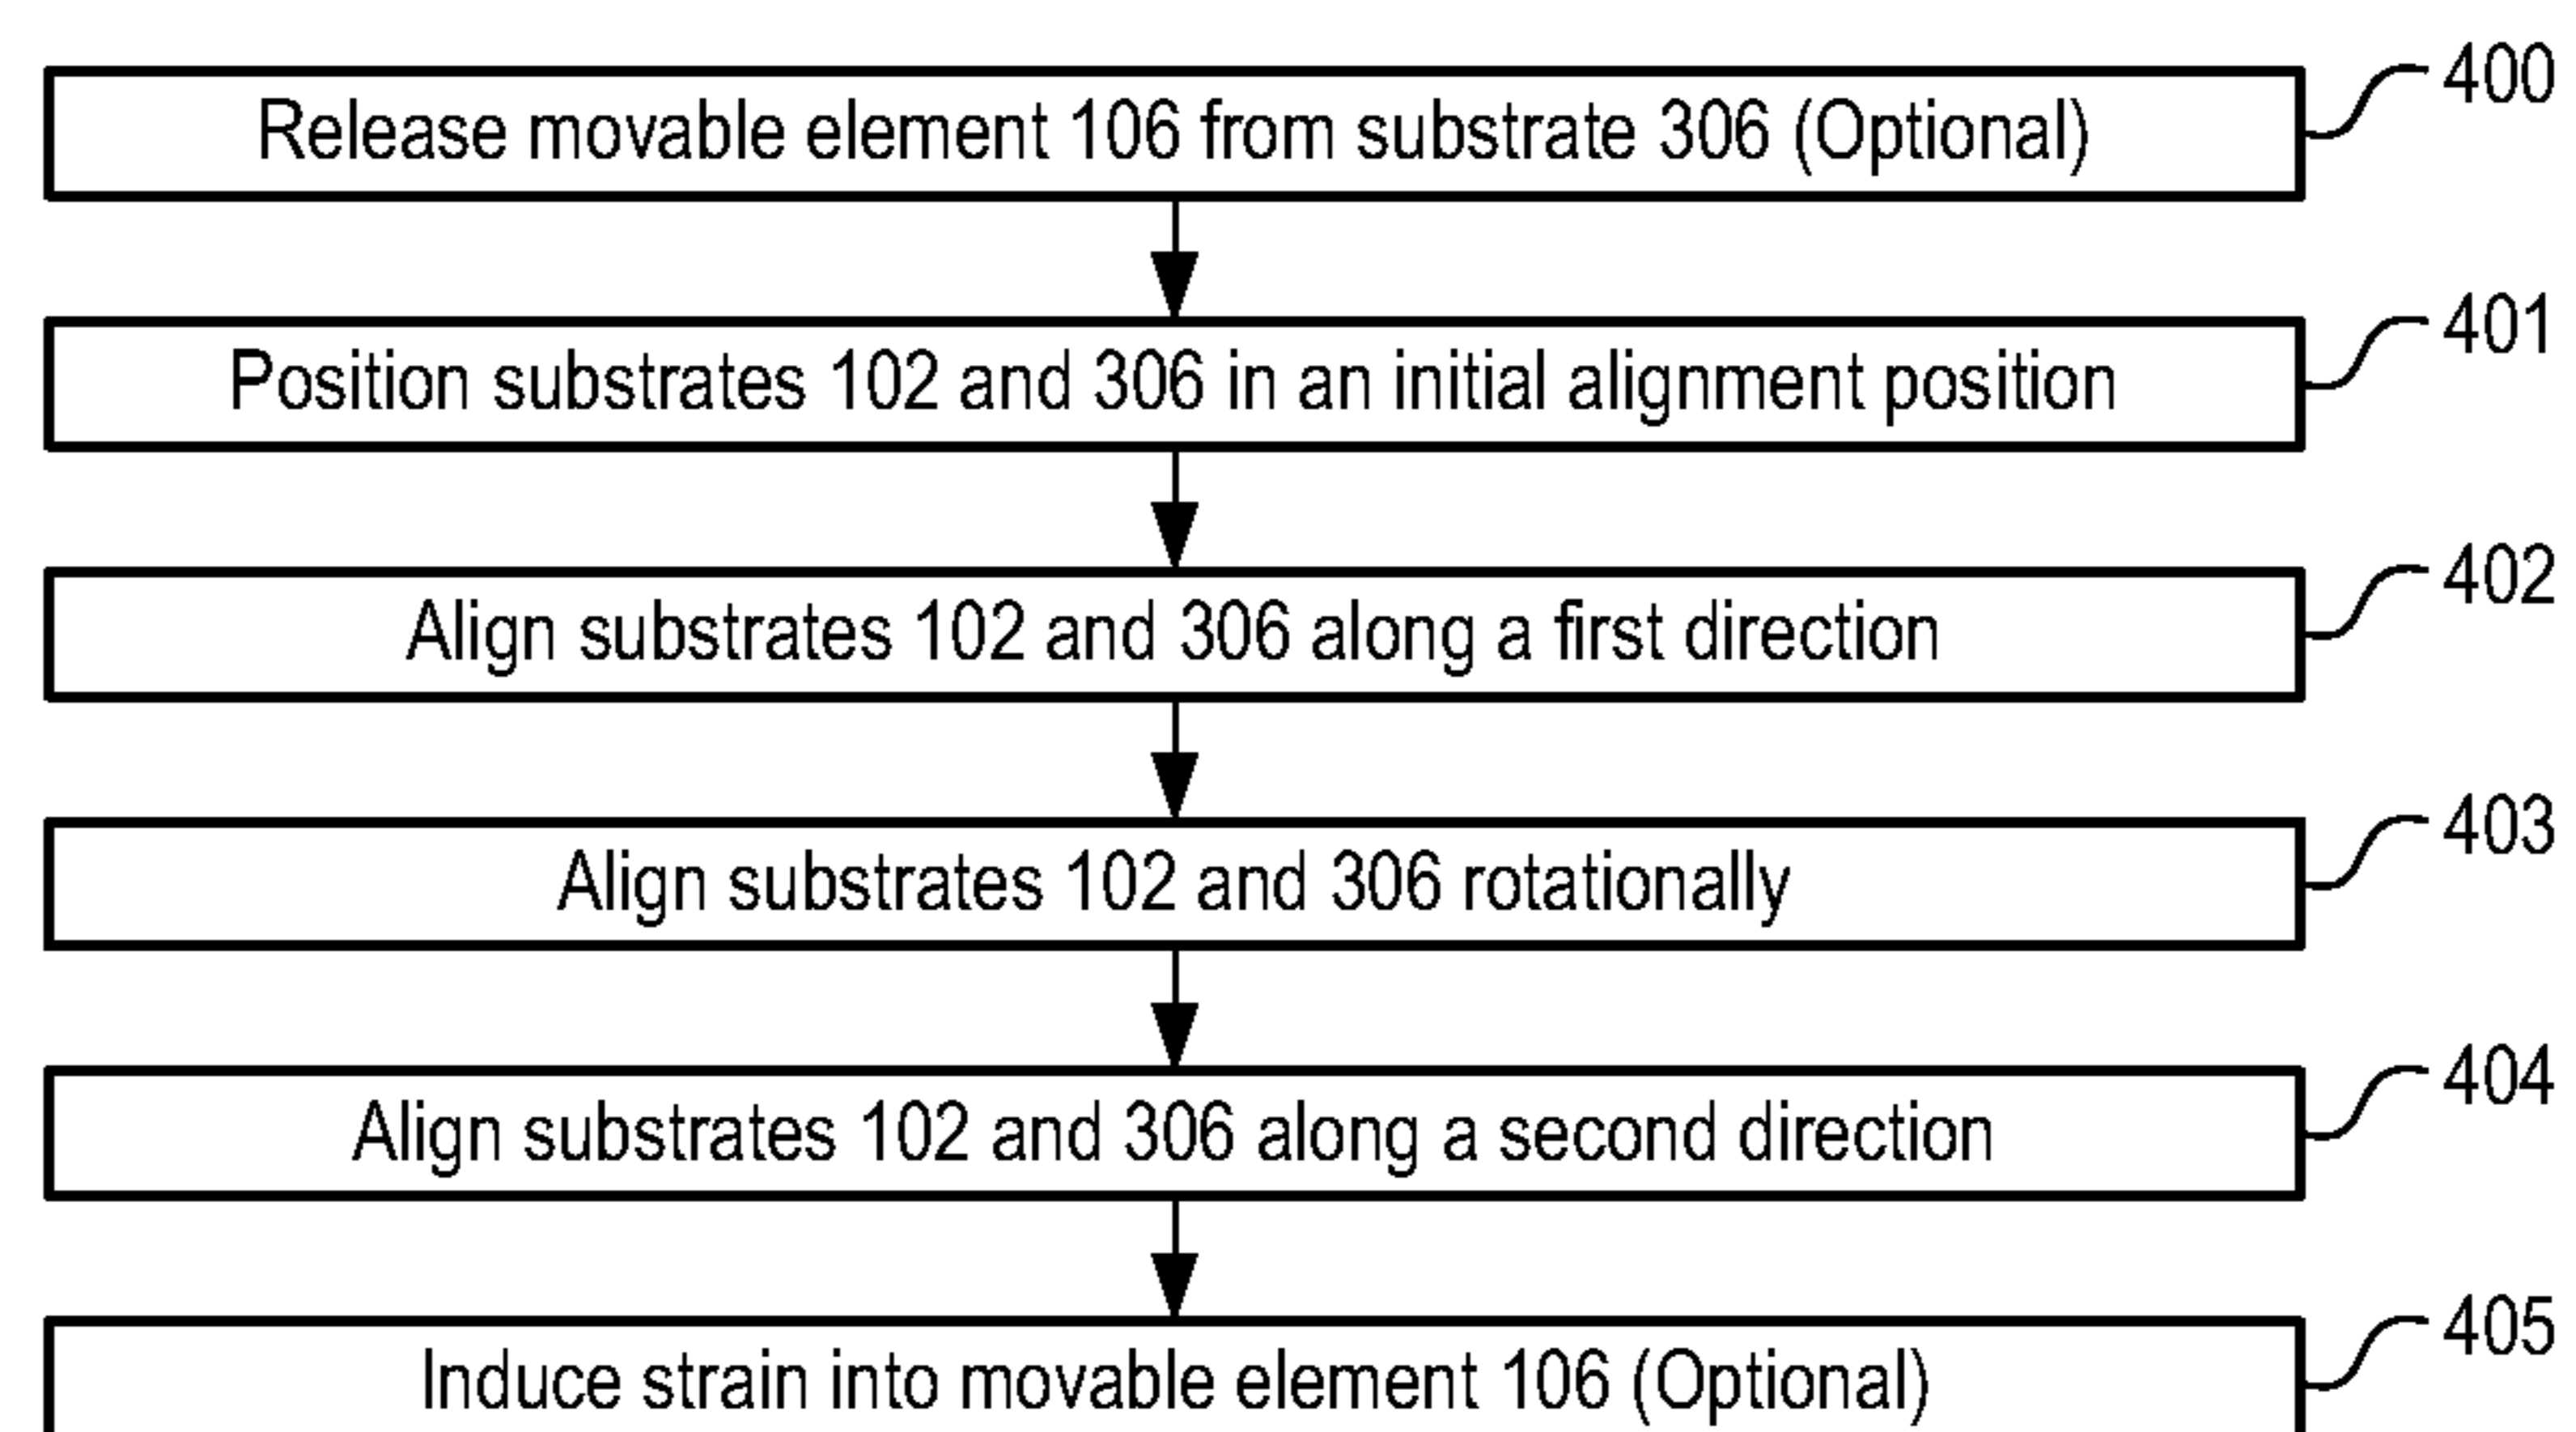 Release movable element 106 from substrate 306 (Optional)
400
Position substrates 102 and 306 in an initial alignment position
401
Align substrates 102 and 306 along a first direction
402
Align substrates 102 and 306 rotationally
403
Align substrates 102 and 306 along a second direction
404
Induce strain into movable element 106 (Optional)
405